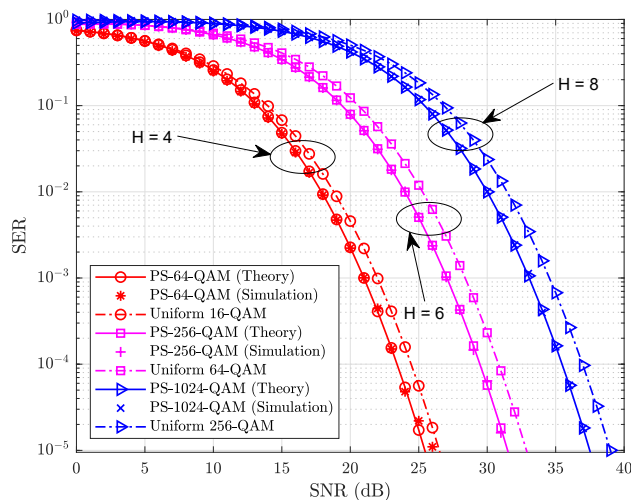 10^0
10^-1
10^-2
10^-3
10^-4
10^-5
SER
H = 8
H = 4
H = 6
PS-64-QAM (Theory)
PS-64-QAM (Simulation)
Uniform 16-QAM
PS-256-QAM (Theory)
PS-256-QAM (Simulation)
Uniform 64-QAM
PS-1024-QAM (Theory)
PS-1024-QAM (Simulation)
Uniform 256-QAM
0 5 10 15 20 25 30 35 40
SNR (dB)